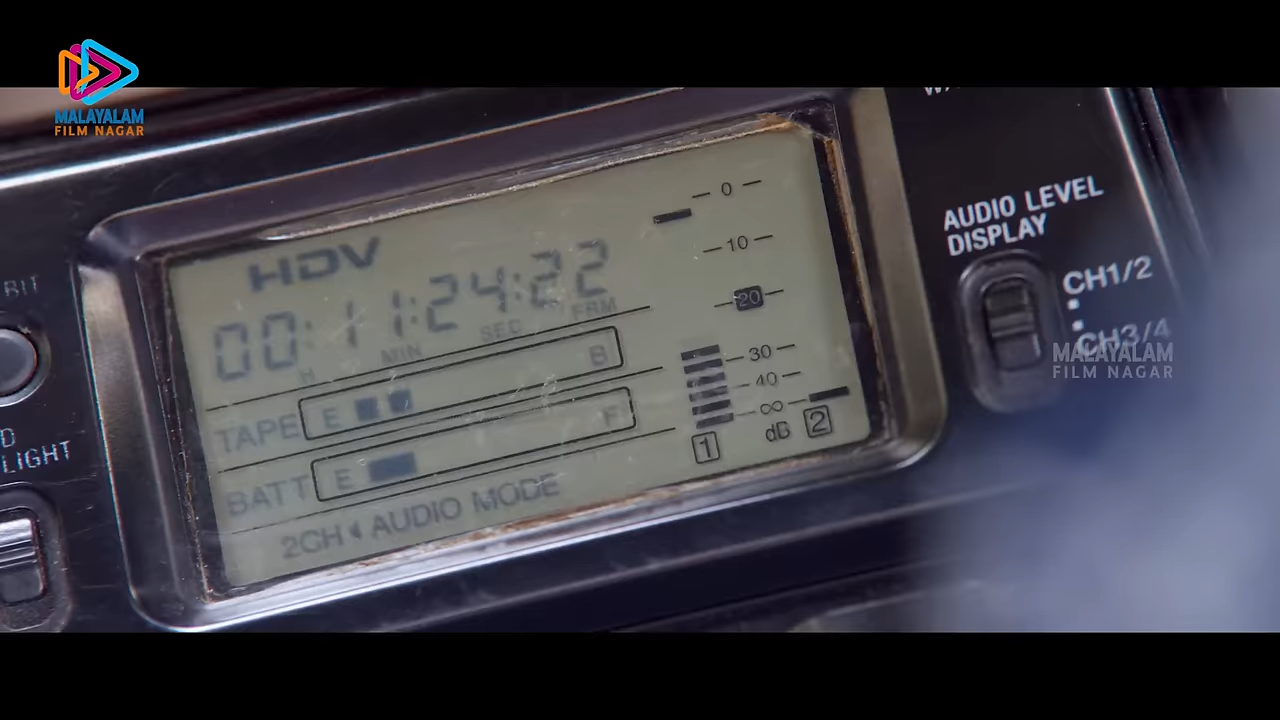 MALAYALAM
FILM NAGAR
HDV
00:11:24:22
H MIN SEC FRM
TAPE E B
BATT E F
2CH AUDIO MODE
0
10
20
30
40
∞
dB
1 2
AUDIO LEVEL
DISPLAY
CH1/2
CH3/4
MALAYALAM
FILM NAGAR
BIT
LIGHT